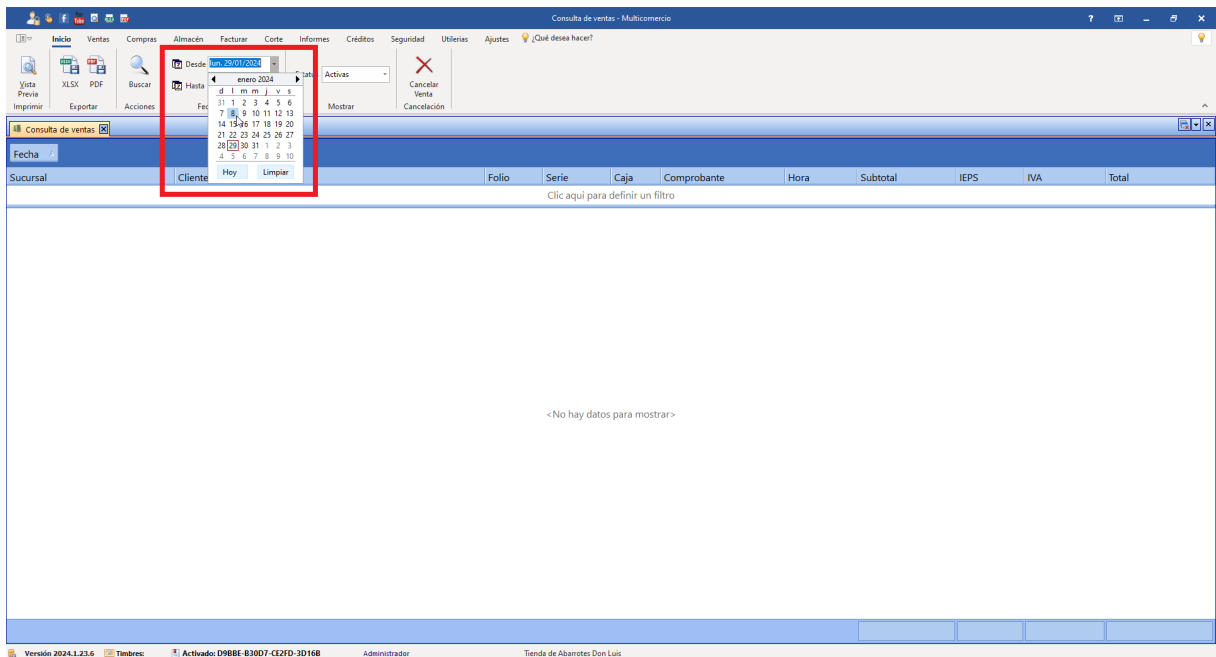 Consulta de ventas - Multicomercio
Inicio Ventas Compras Almacén Facturar Corte Informes Créditos Seguridad Utilerias Ajustes ¿Qué desea hacer?
Vista Previa XLSX PDF Buscar Desde lun. 29/01/2024 Activas Cancelar Venta
Hasta
Imprimir Exportar Acciones Fec Mostrar Cancelación
enero 2024
d l m m j v s
31 1 2 3 4 5 6
7 8 9 10 11 12 13
14 15 16 17 18 19 20
21 22 23 24 25 26 27
28 29 30 31 1 2 3
4 5 6 7 8 9 10
Hoy Limpiar
Consulta de ventas
Fecha
Sucursal Cliente Folio Serie Caja Comprobante Hora Subtotal IEPS IVA Total
Clic aqui para definir un filtro
<No hay datos para mostrar>
Versión 2024.1.23.6 Timbres: Activado: D9BBE-B30D7-CE2FD-3D16B Administrador Tienda de Abarrotes Don Luis